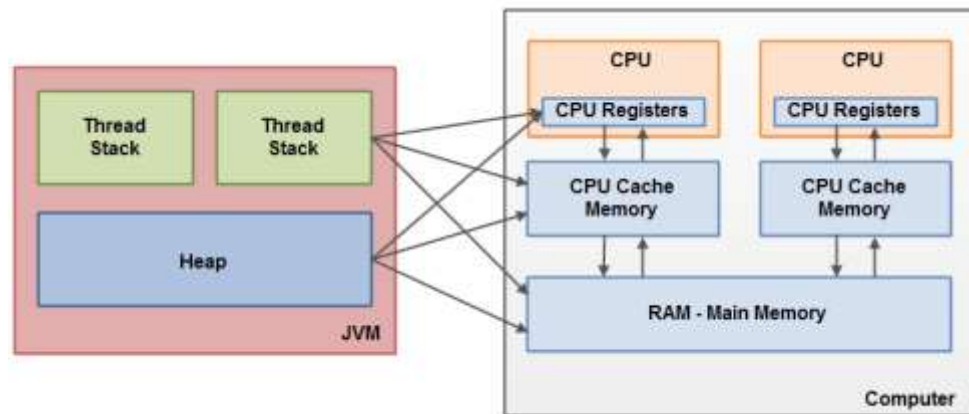 Thread
Stack
Thread
Stack
Heap
JVM
CPU
CPU Registers
CPU Cache
Memory
CPU
CPU Registers
CPU Cache
Memory
RAM - Main Memory
Computer